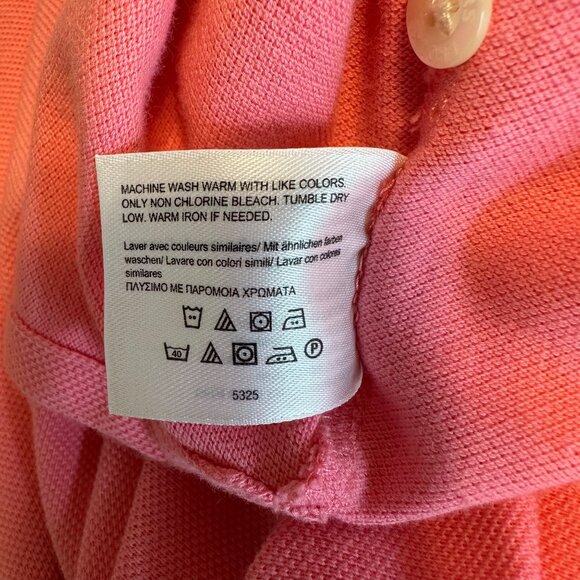 MACHINE WASH WARM WITH LIKE COLORS.
ONLY NON CHLORINE BLEACH. TUMBLE DRY
LOW. WARM IRON IF NEEDED.
Laver avec couleurs similaires/ Mit ähnlichen farben
waschen/ Lavare con colori simili/ Lavar con colores
similares
ΠΛΥΣΙΜΟ ΜΕ ΠΑΡΟΜΟΙΑ ΧΡΩΜΑΤΑ
40 P
5325